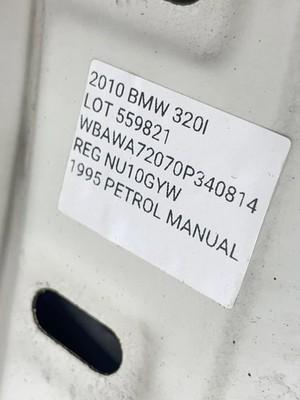 2010 BMW 320I
LOT 559821
WBAWA72070P340814
REG NU10GYW
1995 PETROL MANUAL